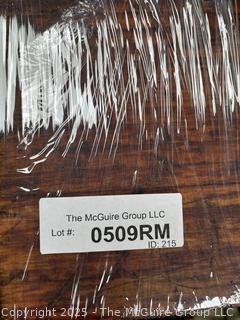 The McGuire Group LLC
Lot #: 0509RM
ID: 215
Copyright © 2025 - The McGuire Group LLC